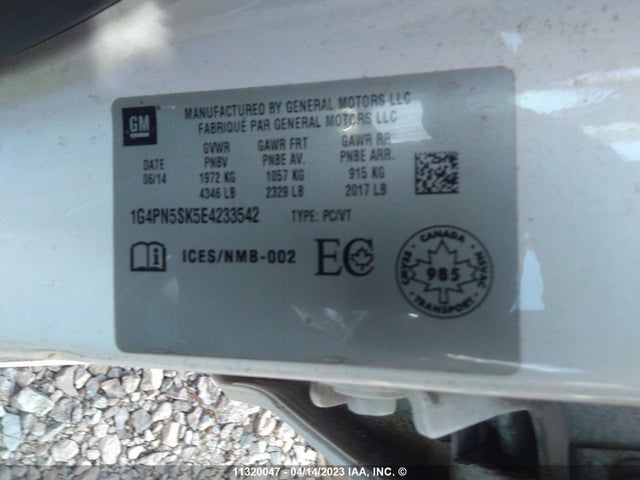 GM
MANUFACTURED BY GENERAL MOTORS LLC
FABRIQUÉ PAR GENERAL MOTORS LLC
GVWR GAWR FRT GAWR RR
DATE PNBV PNBE AV. PNBE ARR.
06/14 1972 KG 1057 KG 915 KG
4346 LB 2329 LB 2017 LB
1G4PN5SK5E4233542 TYPE: PC/VT
ICES/NMB-002 EC
CANADA
CMVSS NSVAC
985
TRANSPORT
11320047 - 04/14/2023 IAA, INC.©